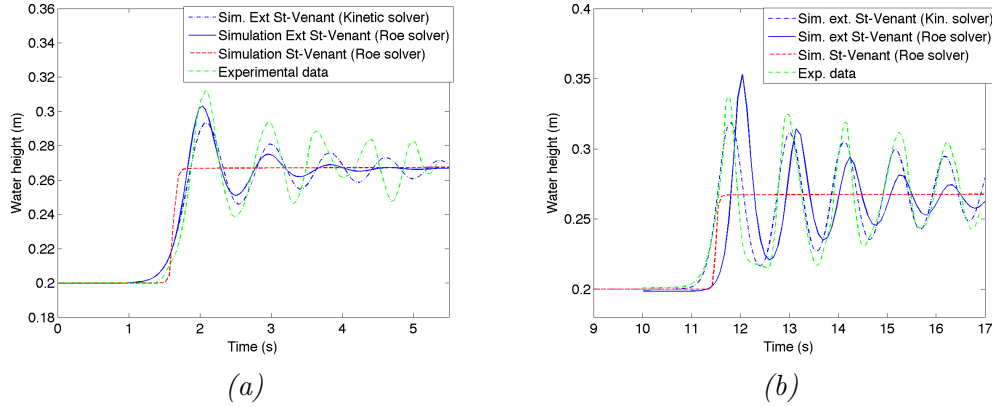 0.36
0.34
0.32
0.3
0.28
0.26
0.24
0.22
0.2
0.18
Water height (m)
0
1
2
3
4
5
Time (s)
Sim. Ext St-Venant (Kinetic solver)
Simulation Ext St-Venant (Roe solver)
Simulation St-Venant (Roe solver)
Experimental data
(a)
0.4
0.35
0.3
0.25
0.2
Water height (m)
9
10
11
12
13
14
15
16
17
Time (s)
Sim. ext. St-Venant (Kin. solver)
Sim. ext St-Venant (Roe solver)
Sim. St-Venant (Roe solver)
Exp. data
(b)